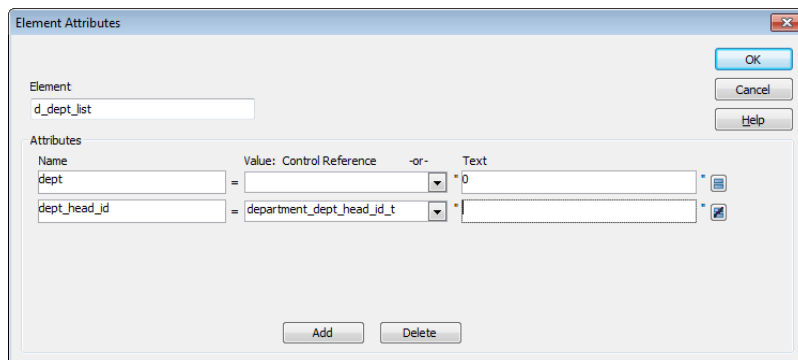 Element Attributes
OK
Element
Cancel
d_dept_list
Help
Attributes
Name Value: Control Reference -or- Text
dept = " 0 "
dept_head_id = department_dept_head_id_t " "
Add Delete